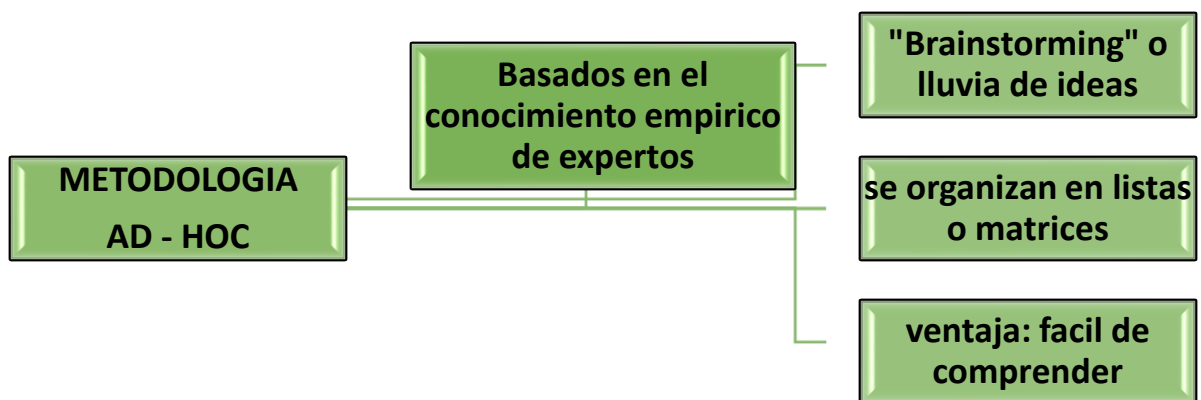 METODOLOGIA
AD - HOC
Basados en el
conocimiento empirico
de expertos
"Brainstorming" o
lluvia de ideas
se organizan en listas
o matrices
ventaja: facil de
comprender